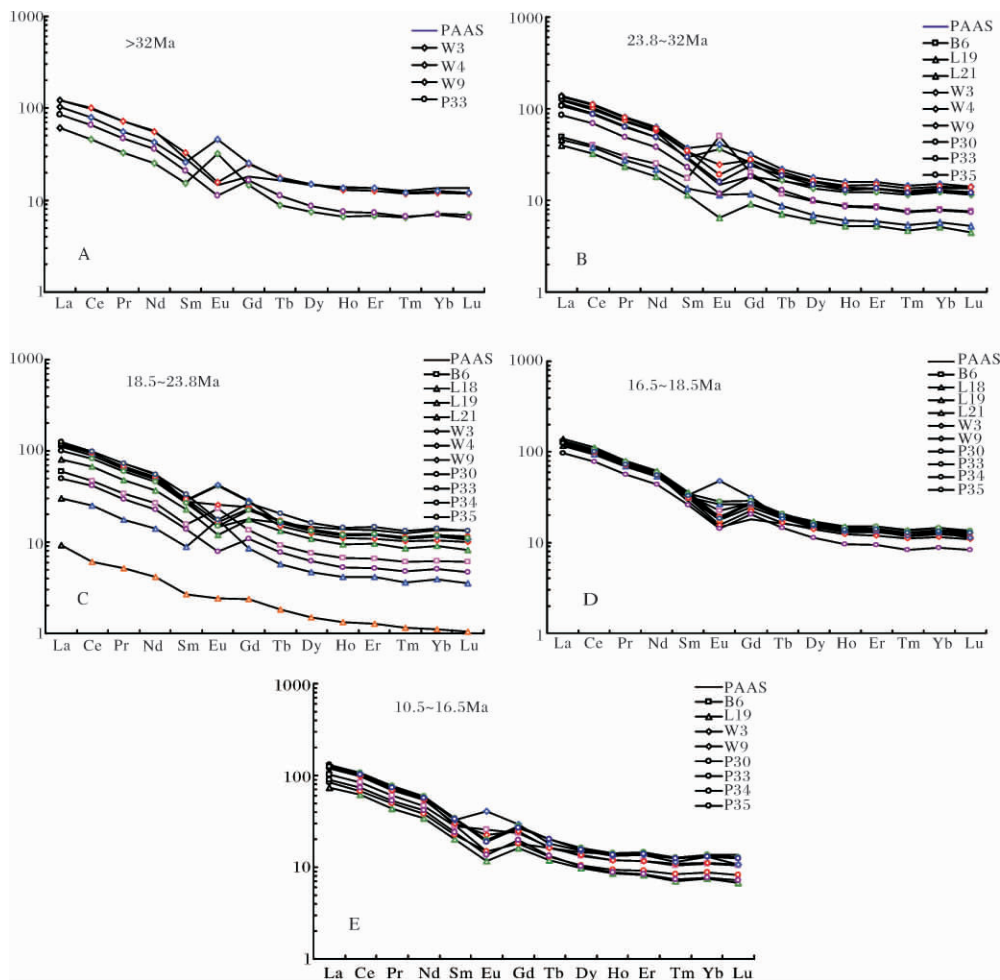 1000
100
10
1
>32Ma
PAAS
W3
W4
W9
P33
A
La Ce Pr Nd Sm Eu Gd Tb Dy Ho Er Tm Yb Lu
1000
100
10
1
23.8~32Ma
PAAS
B6
L19
L21
W3
W4
W9
P30
P33
P35
B
La Ce Pr Nd Sm Eu Gd Tb Dy Ho Er Tm Yb Lu
1000
100
10
1
18.5~23.8Ma
PAAS
B6
L18
L19
L21
W3
W4
W9
P30
P33
P34
P35
C
La Ce Pr Nd Sm Eu Gd Tb Dy Ho Er Tm Yb Lu
1000
100
10
1
16.5~18.5Ma
PAAS
B6
L18
L19
L21
W3
W9
P30
P33
P34
P35
D
La Ce Pr Nd Sm Eu Gd Tb Dy Ho Er Tm Yb Lu
1000
100
10
1
10.5~16.5Ma
PAAS
B6
L19
W3
W9
P30
P33
P34
P35
E
La Ce Pr Nd Sm Eu Gd Tb Dy Ho Er Tm Yb Lu